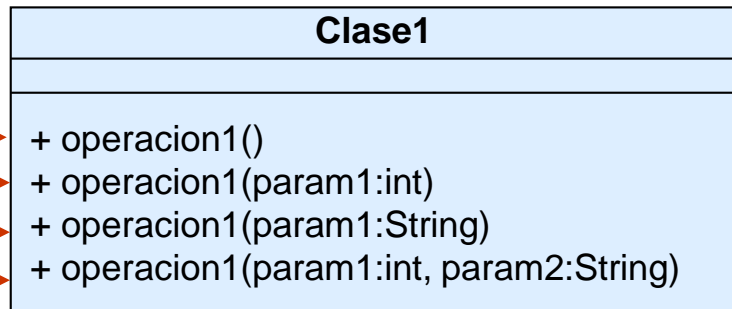 Clase1
+ operacion1()
+ operacion1(param1:int)
+ operacion1(param1:String)
+ operacion1(param1:int, param2:String)